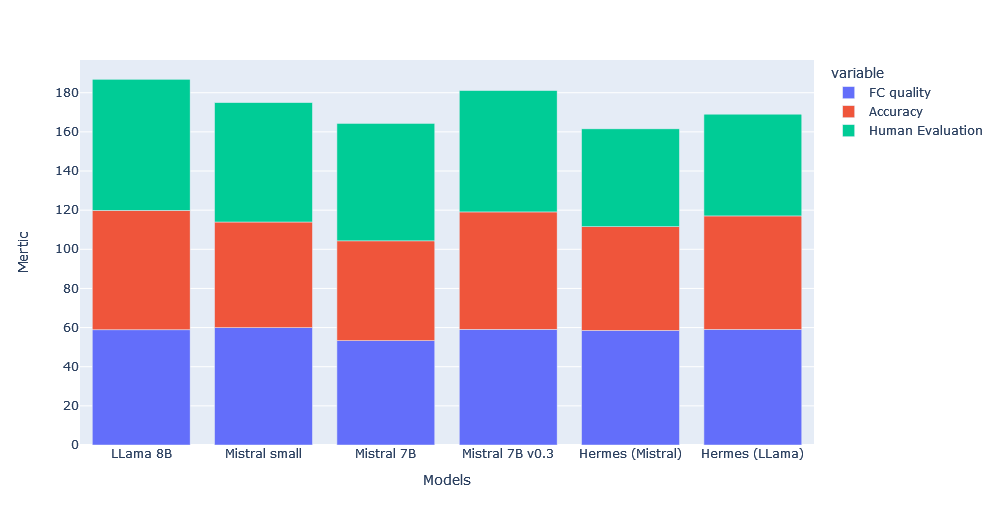 variable
FC quality
Accuracy
Human Evaluation
Mertic
180
160
140
120
100
80
60
40
20
0
LLama 8B
Mistral small
Mistral 7B
Mistral 7B v0.3
Hermes (Mistral)
Hermes (LLama)
Models